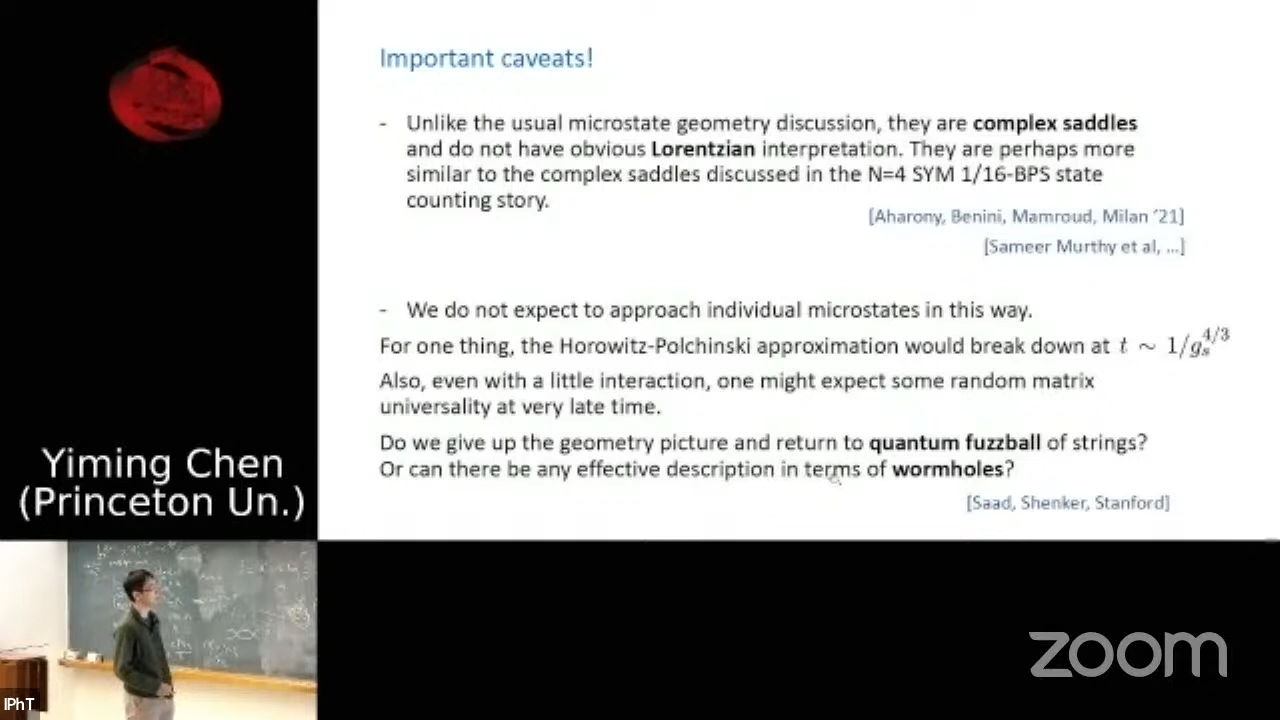 Important caveats!
- Unlike the usual microstate geometry discussion, they are complex saddles
and do not have obvious Lorentzian interpretation. They are perhaps more
similar to the complex saddles discussed in the N=4 SYM 1/16-BPS state
counting story.
[Aharony, Benini, Mamroud, Milan '21]
[Sameer Murthy et al, ...]
- We do not expect to approach individual microstates in this way.
For one thing, the Horowitz-Polchinski approximation would break down at t ~ 1/g_s^{4/3}
Also, even with a little interaction, one might expect some random matrix
universality at very late time.
Do we give up the geometry picture and return to quantum fuzzball of strings?
Or can there be any effective description in terms of wormholes?
[Saad, Shenker, Stanford]
Yiming Chen
(Princeton Un.)
IPhT
zoom